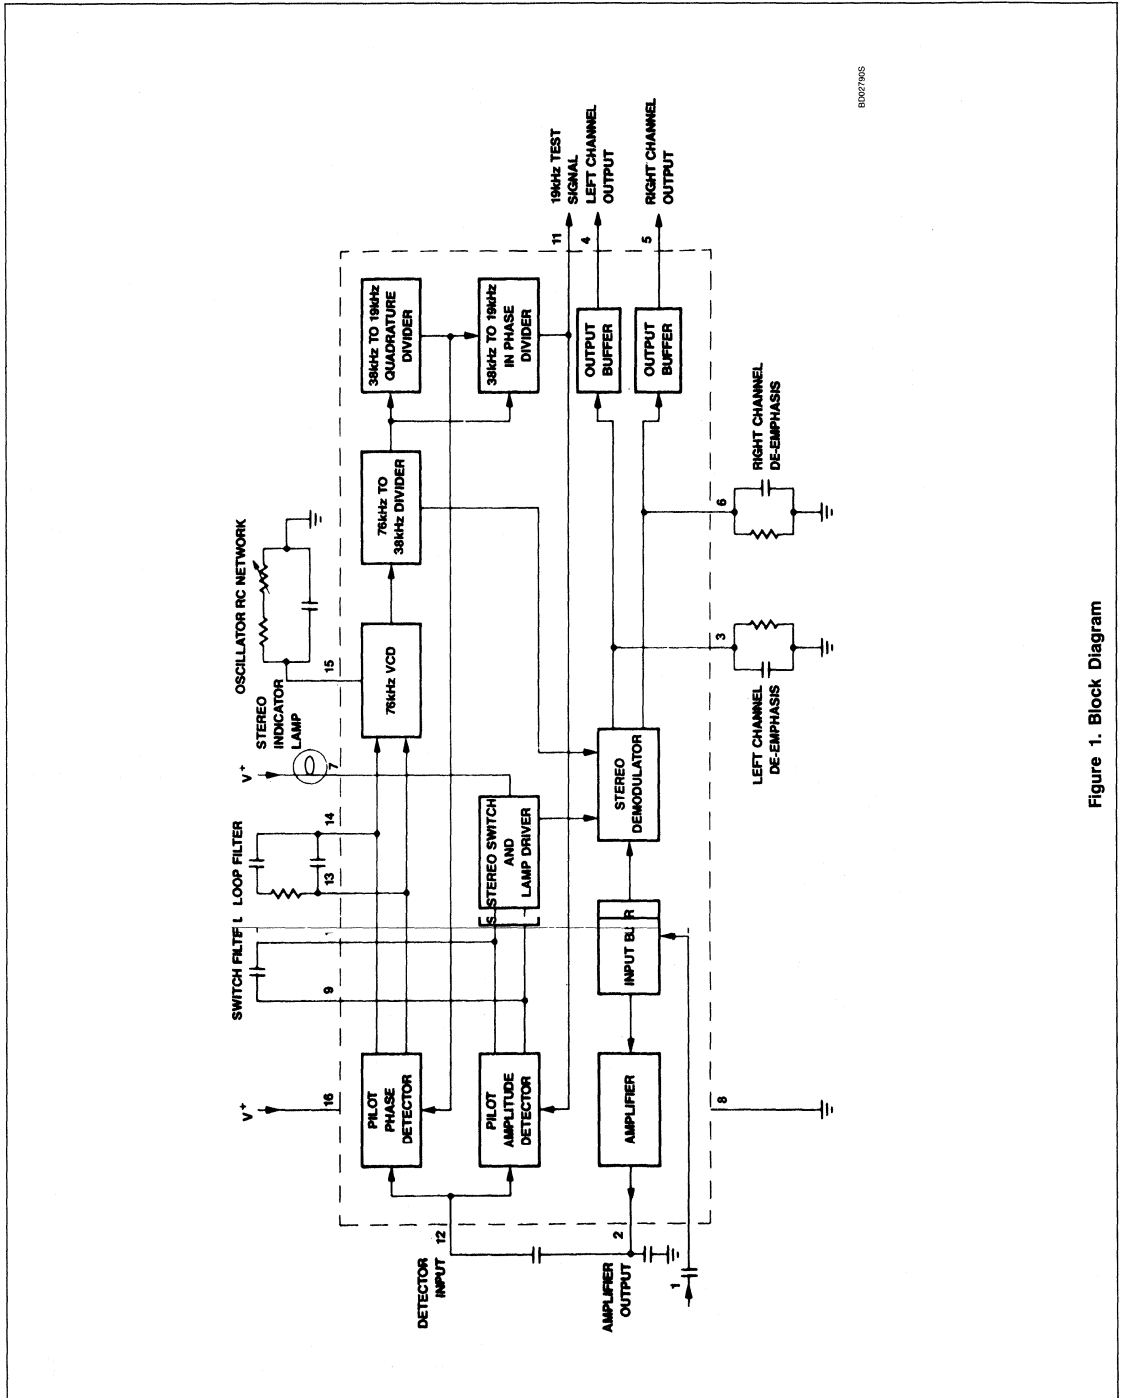 OSCILLATOR RC NETWORK
STEREO
INDICATOR
LAMP
LOOP FILTER
V+
V+
16
9
13
14
7
15
PILOT
PHASE
DETECTOR
76kHz VCD
76kHz TO
38kHz DIVIDER
38kHz TO 19kHz
QUADRATURE
DIVIDER
PILOT
AMPLITUDE
DETECTOR
STEREO SWITCH
AND
LAMP DRIVER
38kHz TO 19kHz
IN PHASE
DIVIDER
AMPLIFIER
INPUT
STEREO
DEMODULATOR
OUTPUT
BUFFER
OUTPUT
BUFFER
DETECTOR
INPUT
12
AMPLIFIER
OUTPUT
2
1
8
3
6
11
19kHz TEST
SIGNAL
4
LEFT CHANNEL
OUTPUT
5
RIGHT CHANNEL
OUTPUT
LEFT CHANNEL
DE-EMPHASIS
RIGHT CHANNEL
DE-EMPHASIS
BD02790S
Figure 1. Block Diagram